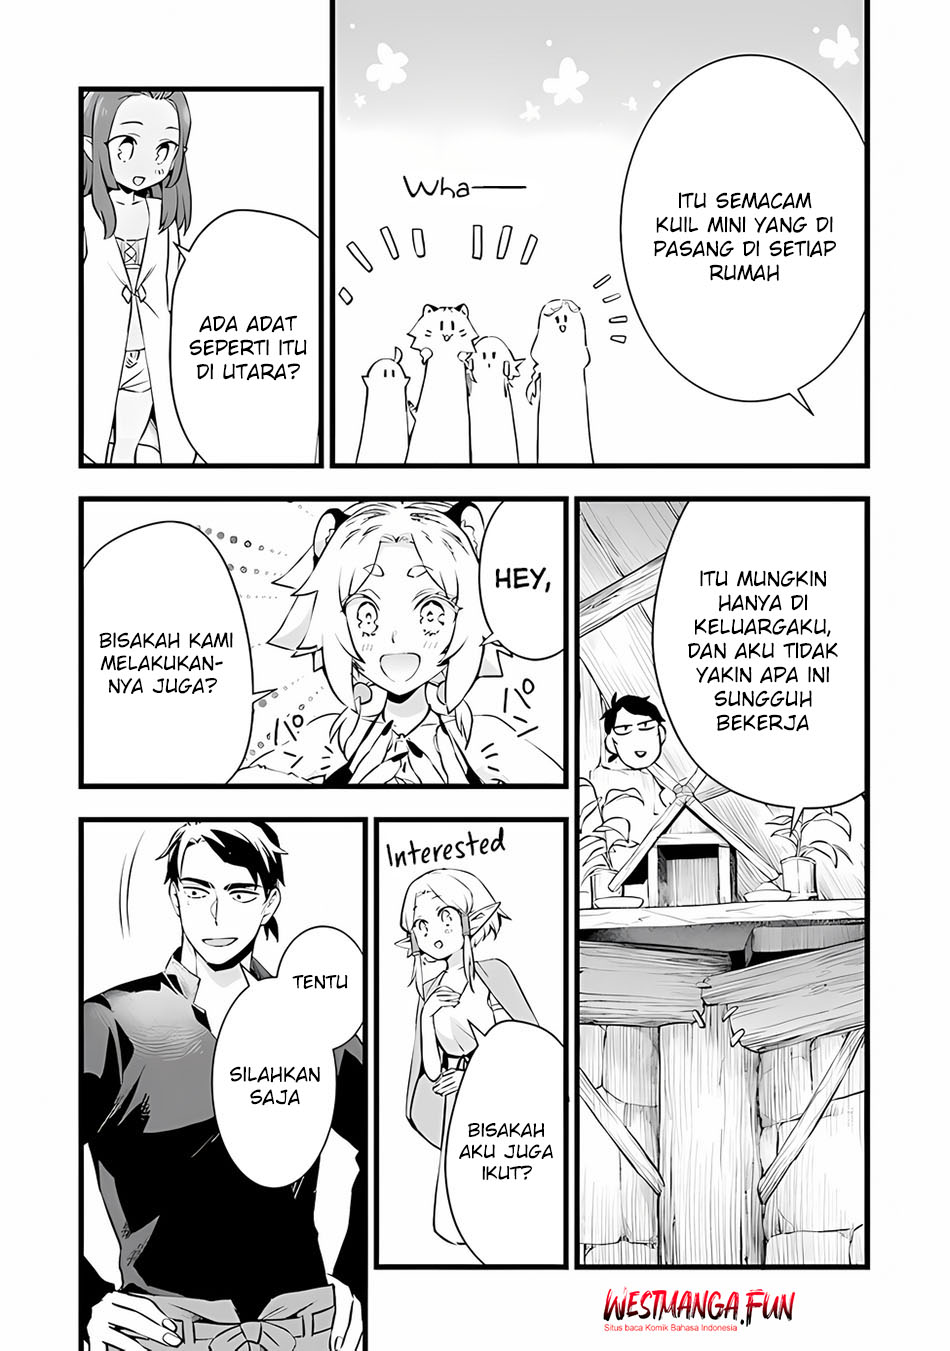 ITU SEMACAM
KUIL MINI YANG DI
PASANG DI SETIAP
RUMAH
Wha—
ADA ADAT
SEPERTI ITU
DI UTARA?
ITU MUNGKIN
HANYA DI
KELUARGAKU,
DAN AKU TIDAK
YAKIN APA INI
SUNGGUH
BEKERJA
HEY,
BISAKAH KAMI
MELAKUKAN-
NYA JUGA?
Interested
BISAKAH
AKU JUGA
IKUT?
TENTU
SILAHKAN
SAJA
WESTMANGA.FUN
Situs baca Komik Bahasa Indonesia